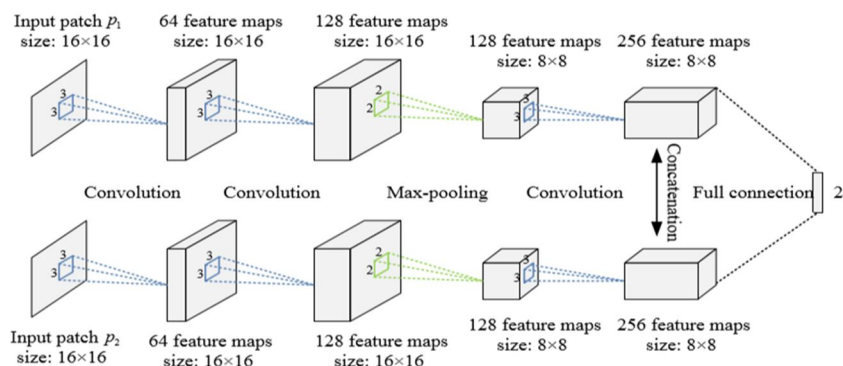 Input patch p₁
size: 16×16
64 feature maps
size: 16×16
128 feature maps
size: 16×16
128 feature maps
size: 8×8
256 feature maps
size: 8×8
3
3
3
3
2
2
3
3
Convolution
Convolution
Max-pooling
Convolution
Concatenation
Full connection
2
3
3
3
3
2
2
3
3
Input patch p₂
size: 16×16
64 feature maps
size: 16×16
128 feature maps
size: 16×16
128 feature maps
size: 8×8
256 feature maps
size: 8×8